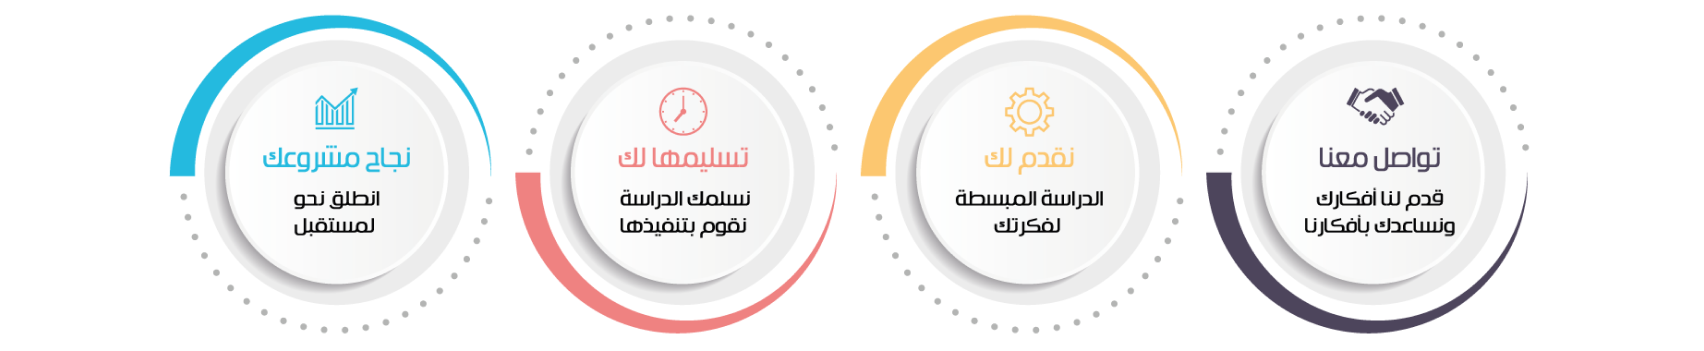 تواصل معنا
قدم لنا أفكارك
ونساعدك بأفكارنا
نقدم لك
الدراسة المبسطة
لفكرتك
تسليمها لك
نسلمك الدراسة
نقوم بتنفيذها
نجاح مشروعك
انطلق نحو
لمستقبل